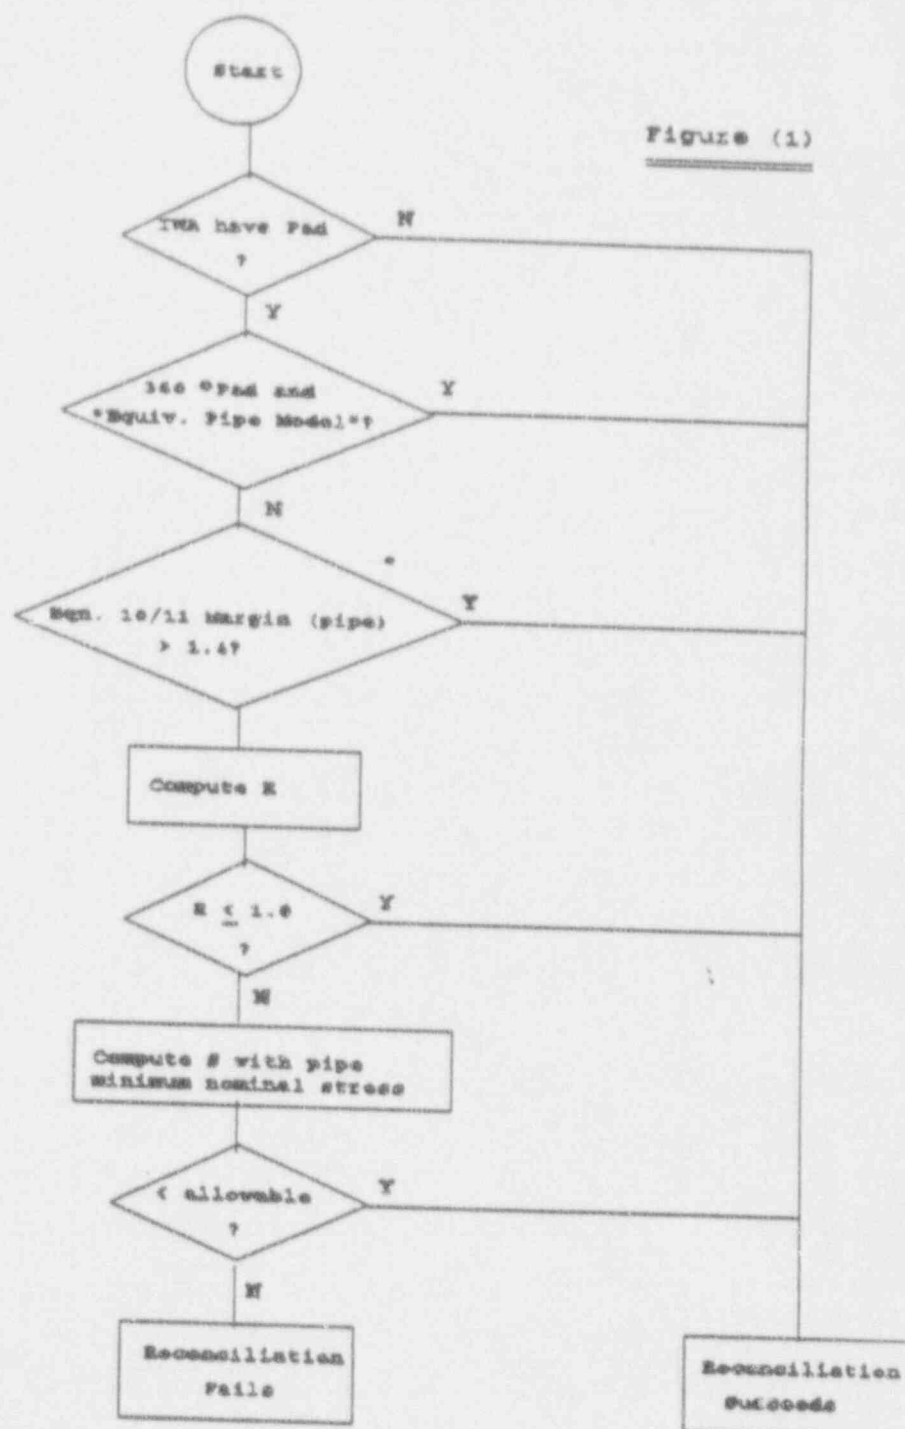 Start
Figure (1)
IWA have Pad
?
N
Y
360 ° Pad and
"Equiv. Pipe Model"?
Y
N
Eqn. 10/11 Margin (pipe)
> 1.4?
Y
Compute R
R ≤ 1.0
?
Y
N
Compute # with pipe
minimum nominal stress
< allowable
?
Y
N
Reconciliation
Fails
Reconciliation
Succeeds